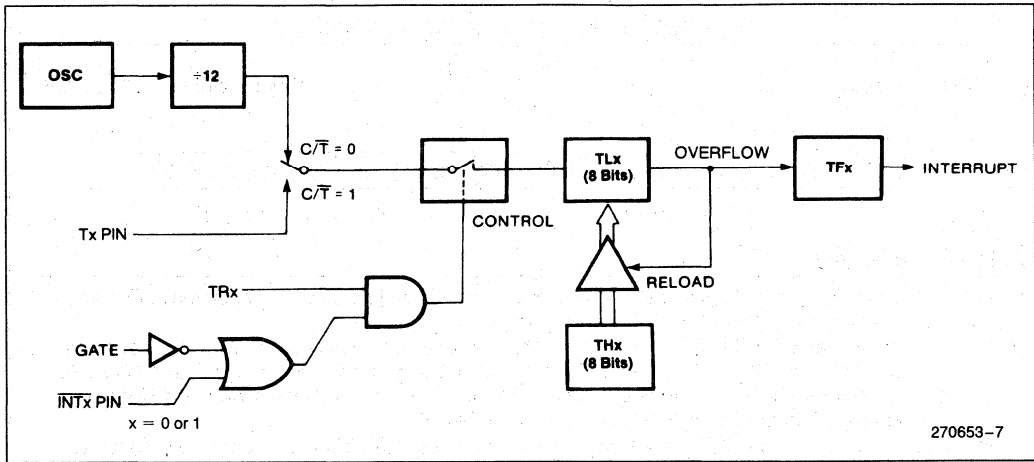 OSC
÷12
C/T̅ = 0
C/T̅ = 1
Tx PIN
CONTROL
TLx
(8 Bits)
OVERFLOW
TFx
INTERRUPT
RELOAD
TRx
GATE
I̅N̅T̅x̅ PIN
x = 0 or 1
THx
(8 Bits)
270653-7